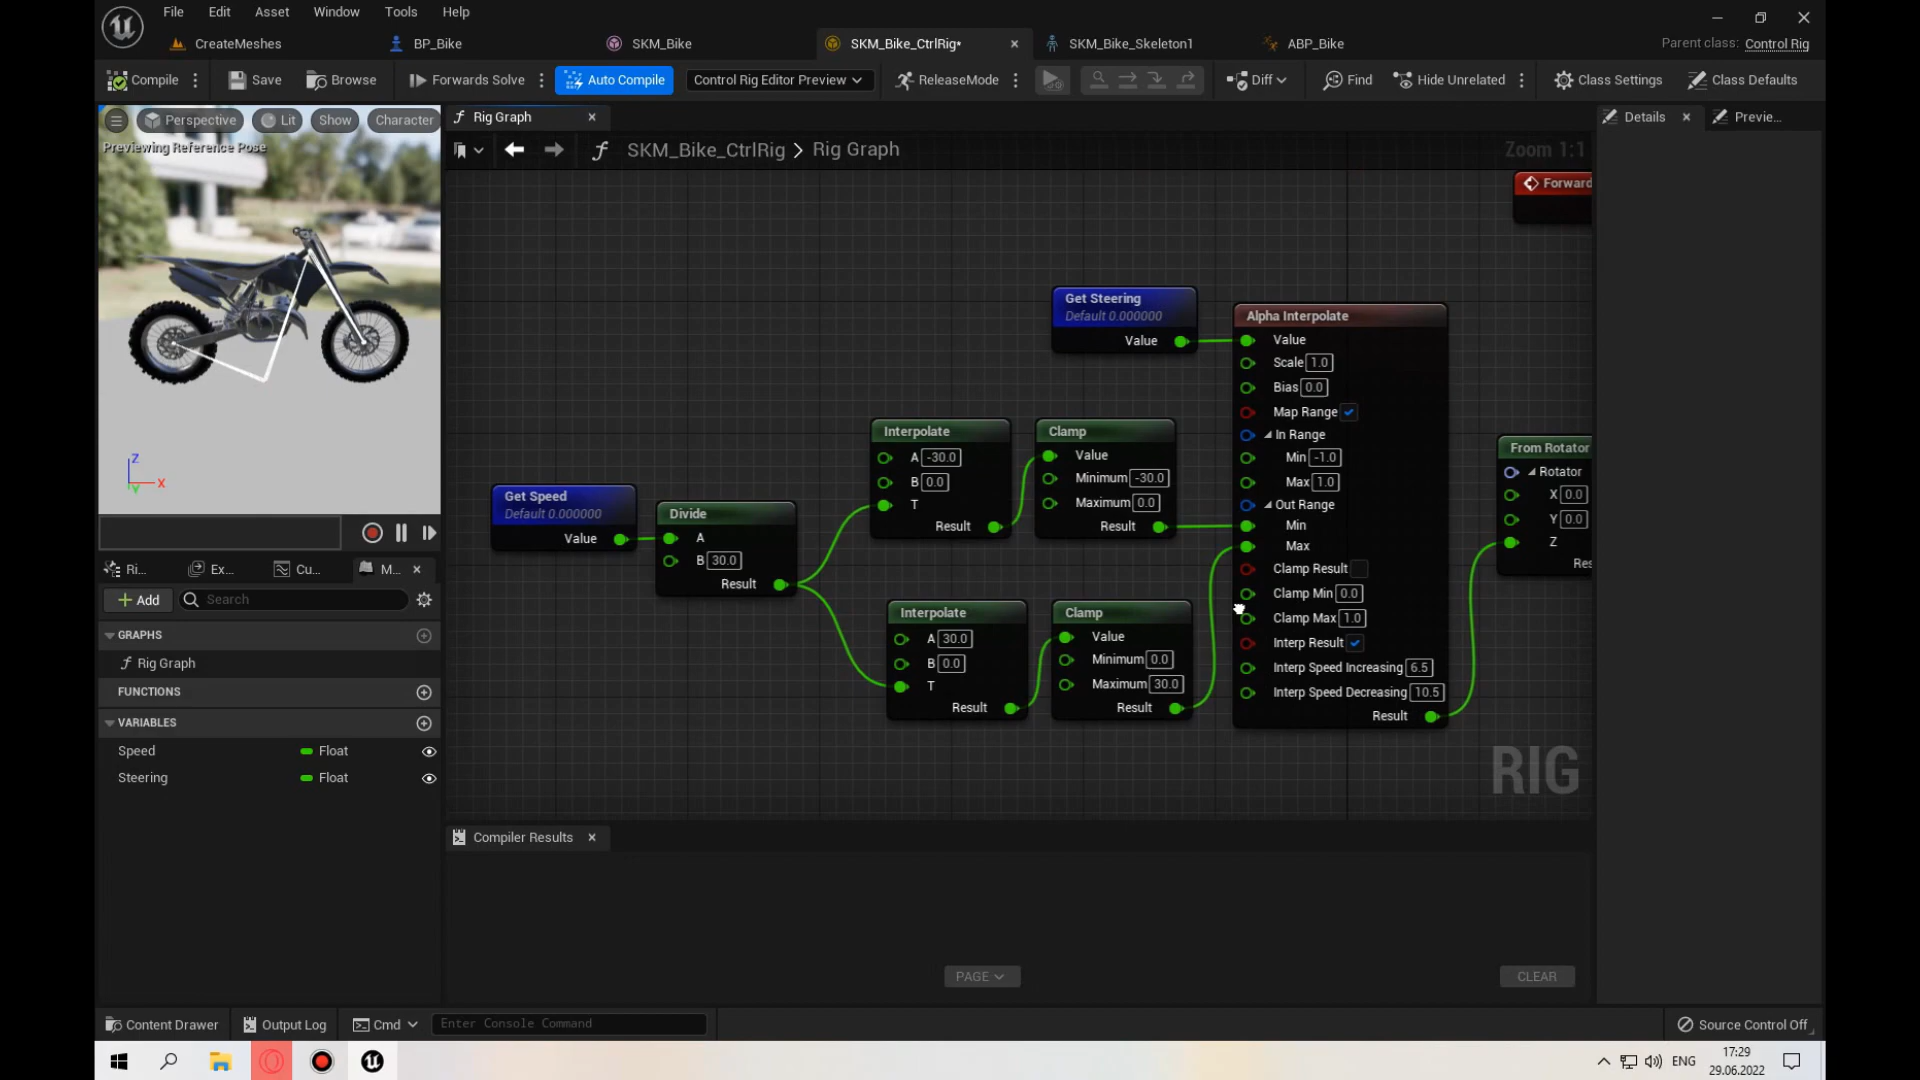 File Edit Asset Window Tools Help
CreateMeshes BP_Bike SKM_Bike SKM_Bike_CtrlRig* SKM_Bike_Skeleton1 ABP_Bike Parent class: Control Rig
Compile Save Browse Forwards Solve Auto Compile Control Rig Editor Preview ReleaseMode Diff Find Hide Unrelated Class Settings Class Defaults
Perspective Lit Show Character
Previewing Reference Pose
Z
X
Y
Ri... Ex... Cu... M...
Add Search
GRAPHS
Rig Graph
FUNCTIONS
VARIABLES
Speed Float
Steering Float
Rig Graph
SKM_Bike_CtrlRig > Rig Graph Zoom 1:1
Forward
Get Steering
Default 0.000000
Value
Get Speed
Default 0.000000
Value
Divide
A
B 30.0
Result
Interpolate
A -30.0
B 0.0
T
Result
Clamp
Value
Minimum -30.0
Maximum 0.0
Result
Interpolate
A 30.0
B 0.0
T
Result
Clamp
Value
Minimum 0.0
Maximum 30.0
Result
Alpha Interpolate
Value
Scale 1.0
Bias 0.0
Map Range
In Range
Min -1.0
Max 1.0
Out Range
Min
Max
Clamp Result
Clamp Min 0.0
Clamp Max 1.0
Interp Result
Interp Speed Increasing 6.5
Interp Speed Decreasing 10.5
Result
From Rotator
Rotator
X 0.0
Y 0.0
Z
Res
RIG
Details Previe...
Compiler Results
PAGE CLEAR
Content Drawer Output Log Cmd Enter Console Command Source Control Off
ENG 17:29
29.06.2022